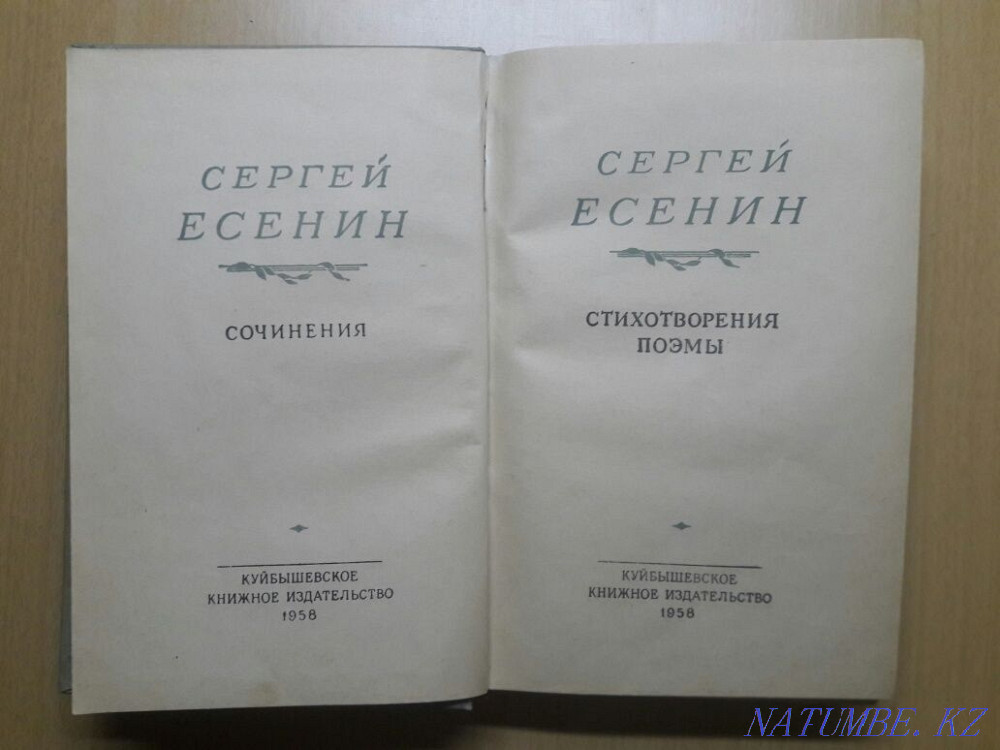 СЕРГЕЙ
ЕСЕНИН
СОЧИНЕНИЯ
КУЙБЫШЕВСКОЕ
КНИЖНОЕ ИЗДАТЕЛЬСТВО
1958
СЕРГЕЙ
ЕСЕНИН
СТИХОТВОРЕНИЯ
ПОЭМЫ
КУЙБЫШЕВСКОЕ
КНИЖНОЕ ИЗДАТЕЛЬСТВО
1958
NATUMBE.KZ